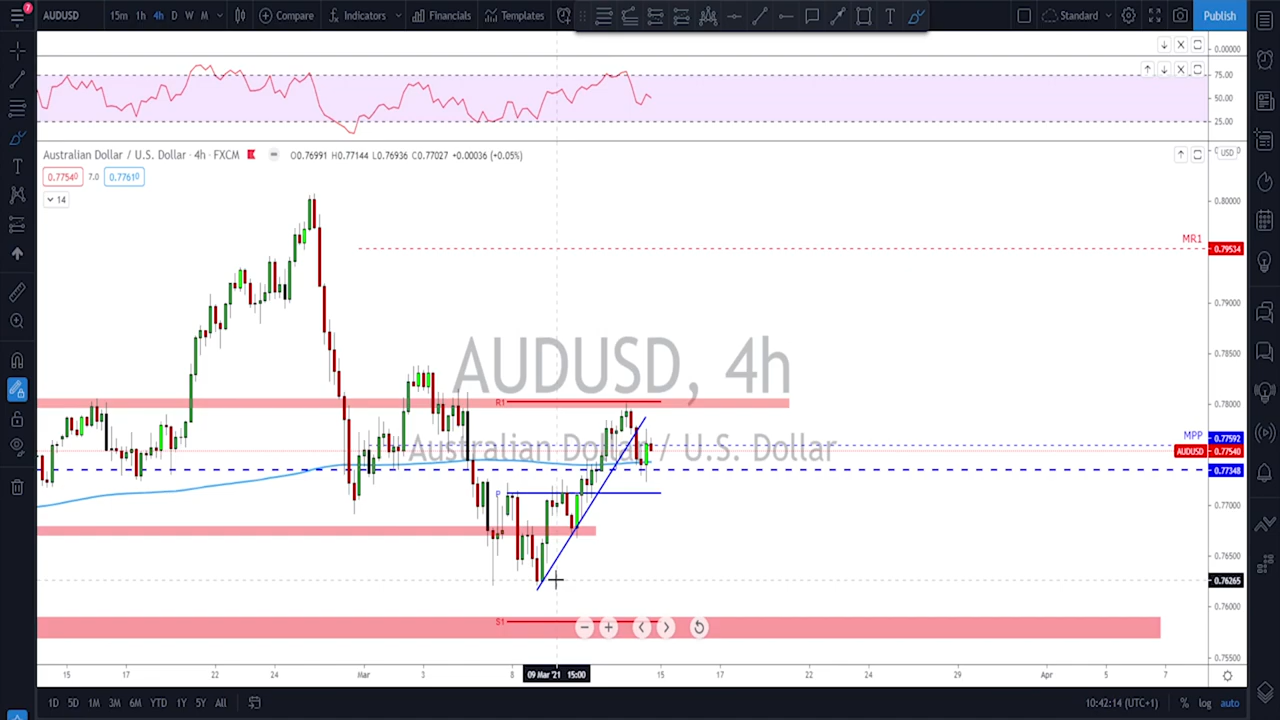 7
AUDUSD 15m 1h 4h D W M Compare Indicators Financials Templates Standard Publish
0.00000
75.00
50.00
25.00
Australian Dollar / U.S. Dollar · 4h · FXCM O0.76991 H0.77144 L0.76936 C0.77027 +0.00036 (+0.05%)
USD
0.77540 7.0 0.77610
14
0.80000
MR1
0.79534
0.79000
0.78500
AUDUSD, 4h
R1
0.78000
MPP
0.77592
Australian Dollar / U.S. Dollar
AUDUSD 0.77540
0.77348
P
0.77000
0.76500
0.76265
0.76000
S1
0.75500
15 17 22 24 Mar 3 8 09 Mar '21 15:00 15 17 22 24 29 Apr 5 7
1D 5D 1M 3M 6M YTD 1Y 5Y All 10:42:14 (UTC+1) % log auto